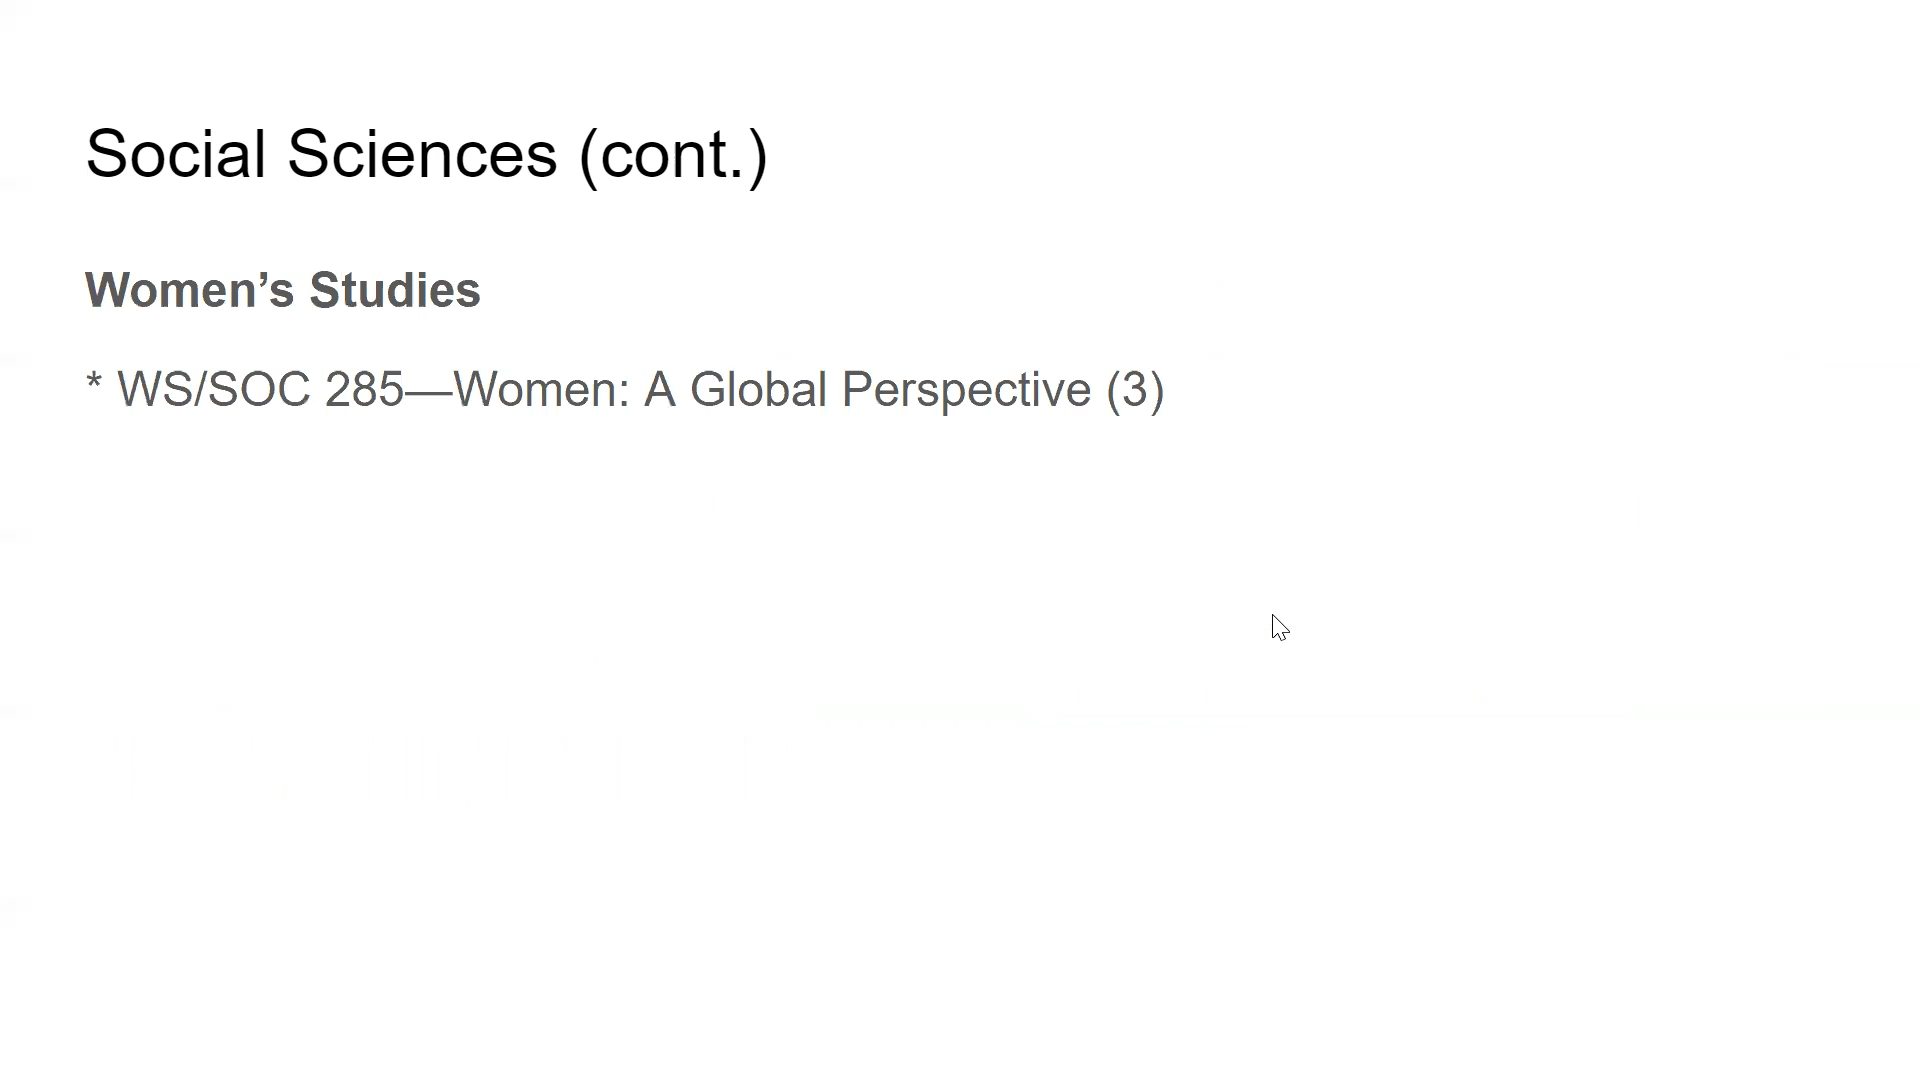 Social Sciences (cont.)
Women’s Studies
* WS/SOC 285—Women: A Global Perspective (3)